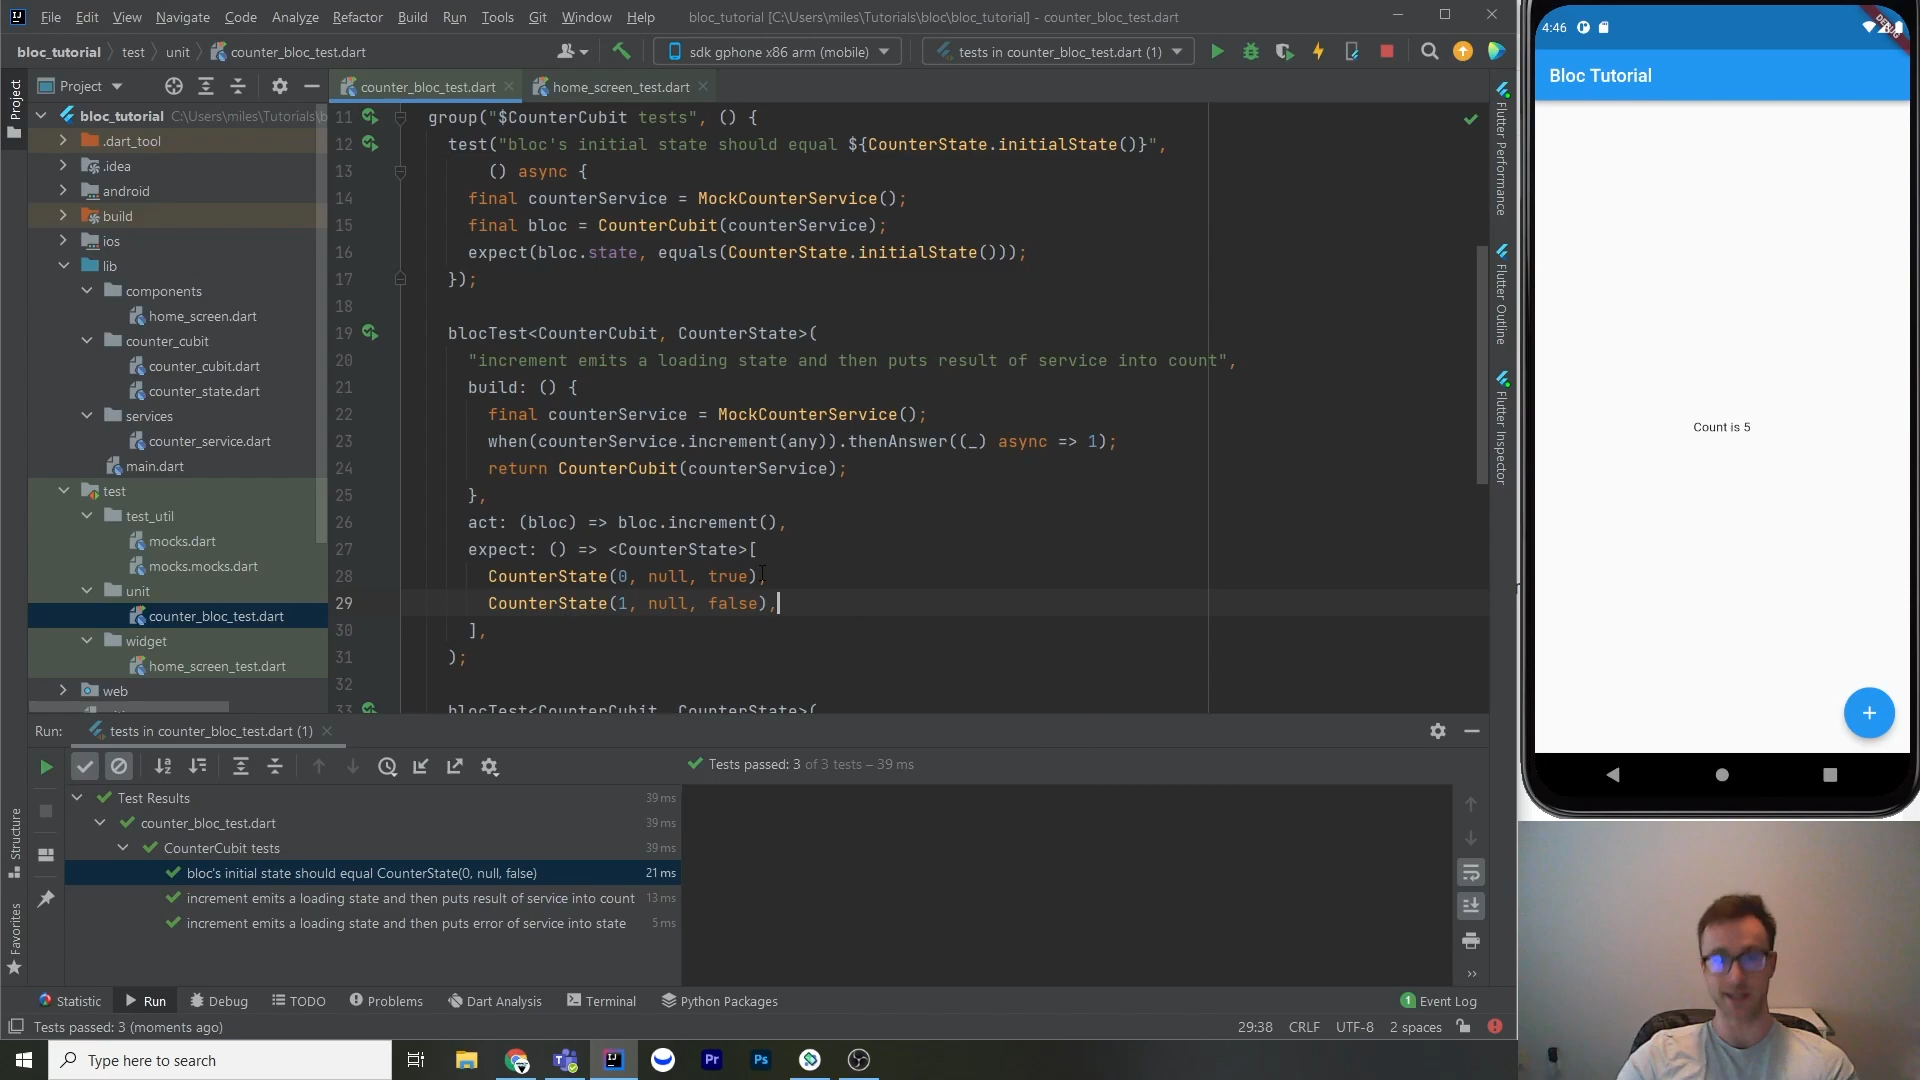 File Edit View Navigate Code Analyze Refactor Build Run Tools Git Window Help bloc_tutorial [C:\Users\miles\Tutorials\bloc\bloc_tutorial] - counter_bloc_test.dart
bloc_tutorial test unit counter_bloc_test.dart sdk gphone x86 arm (mobile) tests in counter_bloc_test.dart (1)
Project
counter_bloc_test.dart home_screen_test.dart
bloc_tutorial C:\Users\miles\Tutorials\b
.dart_tool
.idea
android
build
ios
lib
components
home_screen.dart
counter_cubit
counter_cubit.dart
counter_state.dart
services
counter_service.dart
main.dart
test
test_util
mocks.dart
mocks.mocks.dart
unit
counter_bloc_test.dart
widget
home_screen_test.dart
web
11 group("$CounterCubit tests", () {
12 test("bloc's initial state should equal ${CounterState.initialState()}",
13 () async {
14 final counterService = MockCounterService();
15 final bloc = CounterCubit(counterService);
16 expect(bloc.state, equals(CounterState.initialState()));
17 });
18
19 blocTest<CounterCubit, CounterState>(
20 "increment emits a loading state and then puts result of service into count",
21 build: () {
22 final counterService = MockCounterService();
23 when(counterService.increment(any)).thenAnswer((_) async => 1);
24 return CounterCubit(counterService);
25 },
26 act: (bloc) => bloc.increment(),
27 expect: () => <CounterState>[
28 CounterState(0, null, true),
29 CounterState(1, null, false),
30 ],
31 );
32
33 blocTest<CounterCubit, CounterState>(
Project
Structure
Favorites
Flutter Performance
Flutter Outline
Flutter Inspector
Run: tests in counter_bloc_test.dart (1)
Tests passed: 3 of 3 tests – 39 ms
Test Results 39 ms
counter_bloc_test.dart 39 ms
CounterCubit tests 39 ms
bloc's initial state should equal CounterState(0, null, false) 21 ms
increment emits a loading state and then puts result of service into count 13 ms
increment emits a loading state and then puts error of service into state 5 ms
Statistic Run Debug TODO Problems Dart Analysis Terminal Python Packages 1 Event Log
Tests passed: 3 (moments ago) 29:38 CRLF UTF-8 2 spaces
Type here to search
Pr
Ps
4:46
DEBUG
Bloc Tutorial
Count is 5